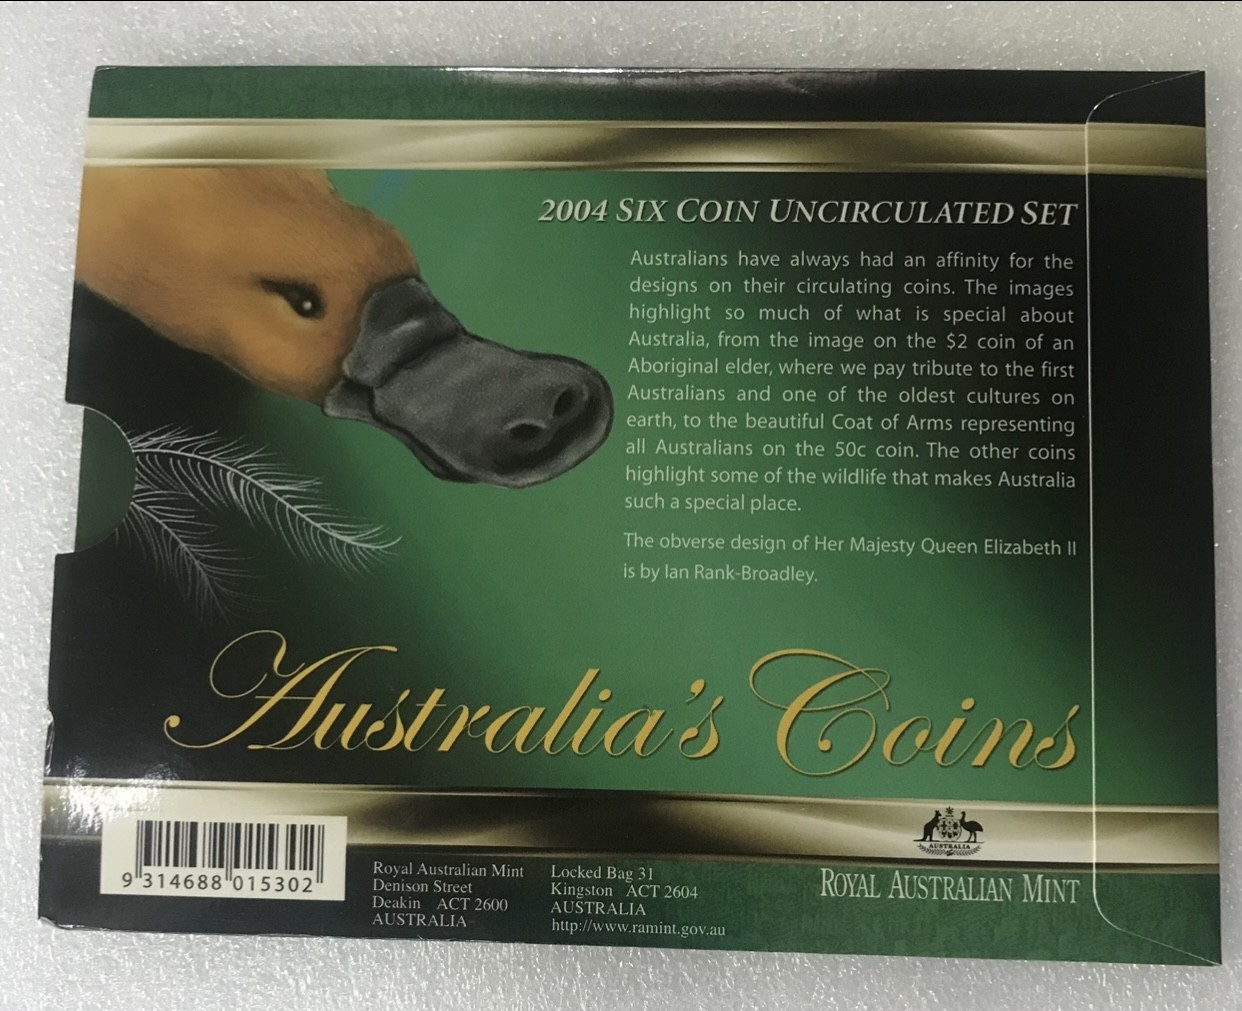 2004 SIX COIN UNCIRCULATED SET
Australians have always had an affinity for the
designs on their circulating coins. The images
highlight so much of what is special about
Australia, from the image on the $2 coin of an
Aboriginal elder, where we pay tribute to the first
Australians and one of the oldest cultures on
earth, to the beautiful Coat of Arms representing
all Australians on the 50c coin. The other coins
highlight some of the wildlife that makes Australia
such a special place.
The obverse design of Her Majesty Queen Elizabeth II
is by Ian Rank-Broadley.
Australia's Coins
AUSTRALIA
ROYAL AUSTRALIAN MINT
9 314688 015302
Royal Australian Mint
Denison Street
Deakin ACT 2600
AUSTRALIA
Locked Bag 31
Kingston ACT 2604
AUSTRALIA
http://www.ramint.gov.au